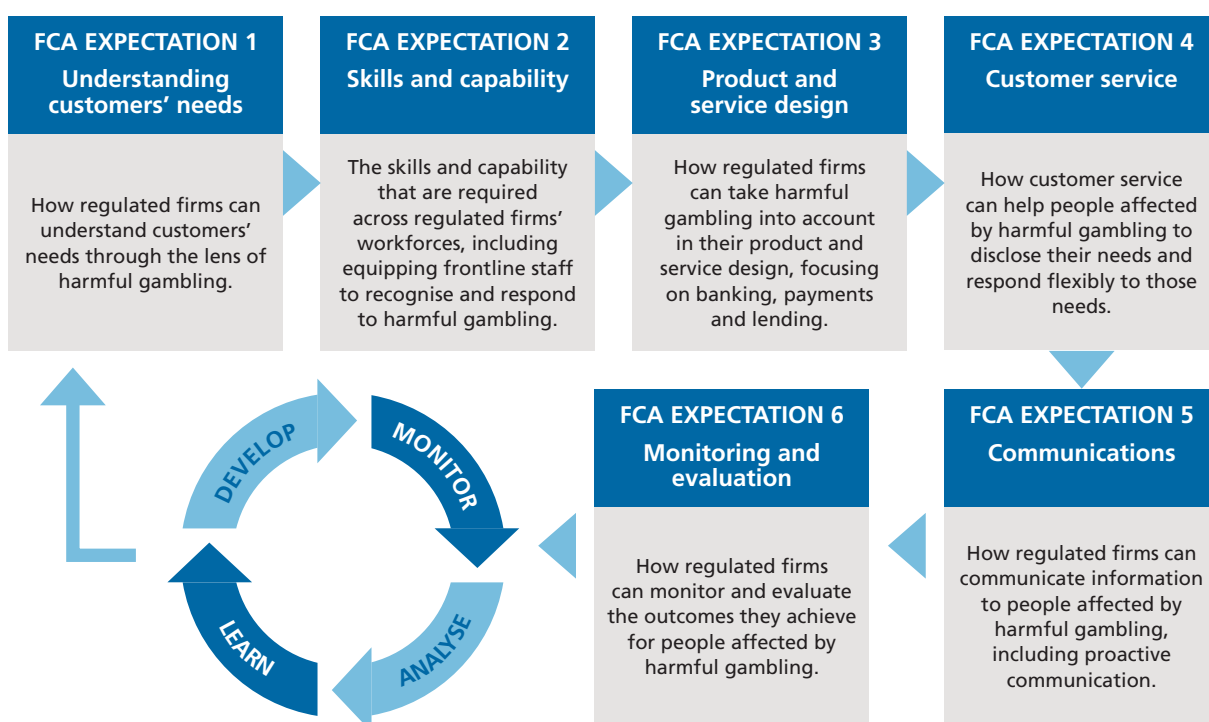 FCA EXPECTATION 1
Understanding
customers’ needs
How regulated firms can
understand customers’
needs through the lens of
harmful gambling.
FCA EXPECTATION 2
Skills and capability
The skills and capability
that are required
across regulated firms’
workforces, including
equipping frontline staff
to recognise and respond
to harmful gambling.
FCA EXPECTATION 3
Product and
service design
How regulated firms
can take harmful
gambling into account
in their product and
service design, focusing
on banking, payments
and lending.
FCA EXPECTATION 4
Customer service
How customer service
can help people affected
by harmful gambling to
disclose their needs and
respond flexibly to those
needs.
FCA EXPECTATION 5
Communications
How regulated firms can
communicate information
to people affected by
harmful gambling,
including proactive
communication.
FCA EXPECTATION 6
Monitoring and
evaluation
How regulated firms
can monitor and evaluate
the outcomes they achieve
for people affected by
harmful gambling.
MONITOR
ANALYSE
LEARN
DEVELOP